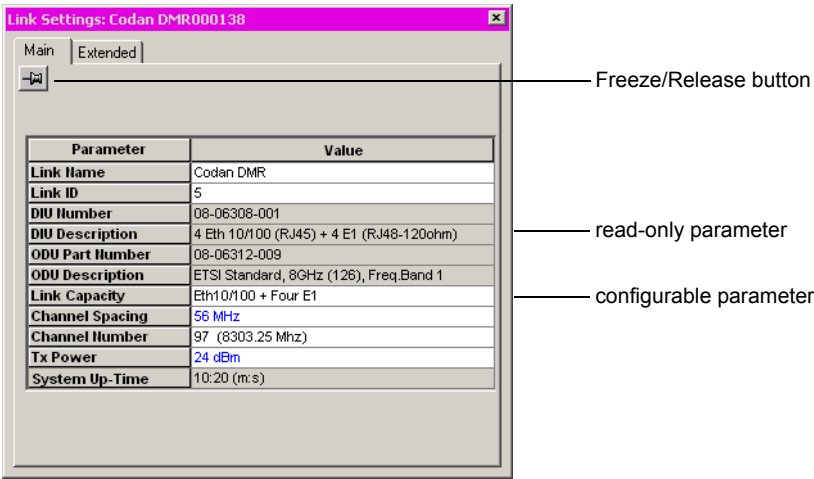 Link Settings: Codan DMR000138
Main Extended
Freeze/Release button
Parameter Value
Link Name Codan DMR
Link ID 5
DIU Number 08-06308-001
DIU Description 4 Eth 10/100 (RJ45) + 4 E1 (RJ48-120ohm)
read-only parameter
ODU Part Number 08-06312-009
ODU Description ETSI Standard, 8GHz (126), Freq.Band 1
Link Capacity Eth10/100 + Four E1
configurable parameter
Channel Spacing 56 MHz
Channel Number 97 (8303.25 Mhz)
Tx Power 24 dBm
System Up-Time 10:20 (m:s)